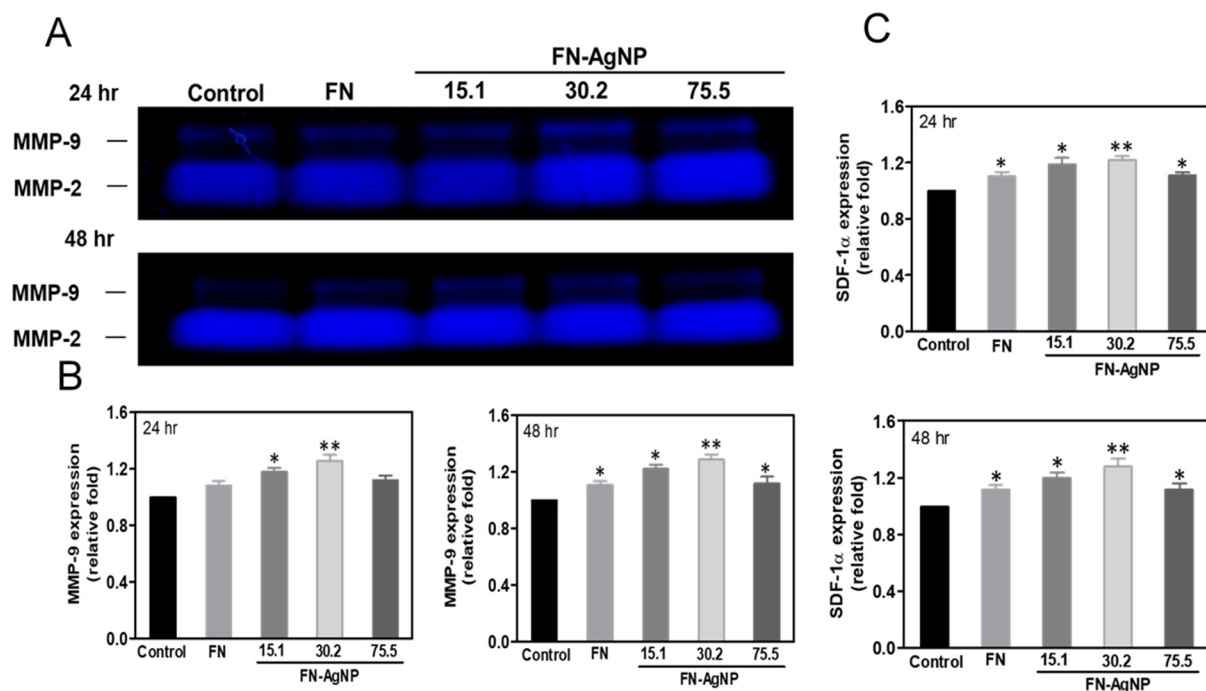 A
FN-AgNP
24 hr Control FN 15.1 30.2 75.5
MMP-9
MMP-2
48 hr
MMP-9
MMP-2
B
MMP-9 expression
(relative fold)
24 hr
1.6
1.2
0.8
0.4
0.0
* **
Control FN 15.1 30.2 75.5
FN-AgNP
MMP-9 expression
(relative fold)
48 hr
1.6
1.2
0.8
0.4
0.0
* * ** *
Control FN 15.1 30.2 75.5
FN-AgNP
C
SDF-1α expression
(relative fold)
24 hr
1.6
1.2
0.8
0.4
0.0
* * ** *
Control FN 15.1 30.2 75.5
FN-AgNP
SDF-1α expression
(relative fold)
48 hr
1.6
1.2
0.8
0.4
0.0
* * ** *
Control FN 15.1 30.2 75.5
FN-AgNP